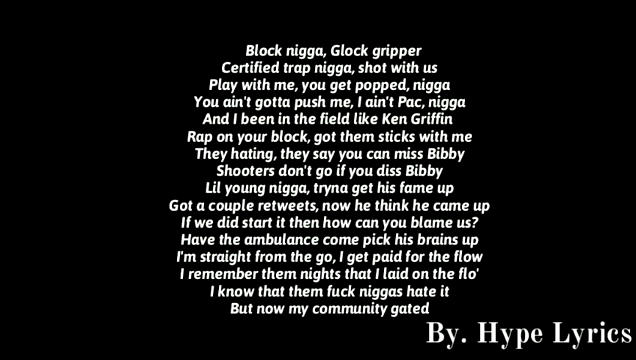 Block nigga, Glock gripper
Certified trap nigga, shot with us
Play with me, you get popped, nigga
You ain't gotta push me, I ain't Pac, nigga
And I been in the field like Ken Griffin
Rap on your block, got them sticks with me
They hating, they say you can miss Bibby
Shooters don't go if you diss Bibby
Lil young nigga, tryna get his fame up
Got a couple retweets, now he think he came up
If we did start it then how can you blame us?
Have the ambulance come pick his brains up
I'm straight from the go, I get paid for the flow
I remember them nights that I laid on the flo'
I know that them fuck niggas hate it
But now my community gated
By. Hype Lyrics